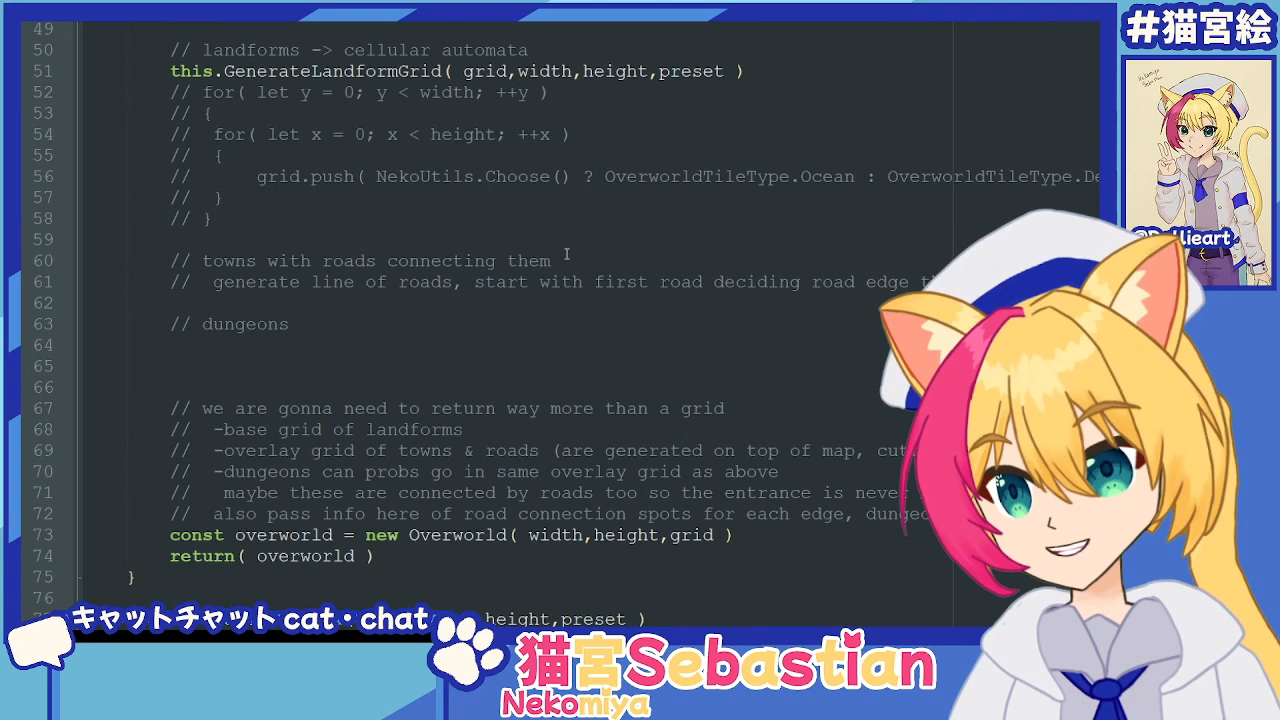 49
50 // landforms -> cellular automata
51 this.GenerateLandformGrid( grid,width,height,preset )
52 // for( let y = 0; y < width; ++y )
53 // {
54 // for( let x = 0; x < height; ++x )
55 // {
56 // grid.push( NekoUtils.Choose() ? OverworldTileType.Ocean : OverworldTileType.De
57 // }
58 // }
59
60 // towns with roads connecting them
61 // generate line of roads, start with first road deciding road edge
62
63 // dungeons
64
65
66
67 // we are gonna need to return way more than a grid
68 // -base grid of landforms
69 // -overlay grid of towns & roads (are generated on top of map, cut
70 // -dungeons can probs go in same overlay grid as above
71 // maybe these are connected by roads too so the entrance is never
72 // also pass info here of road connection spots for each edge,
73 const overworld = new Overworld( width,height,grid )
74 return( overworld )
75 }
76
height,preset )
#猫宮絵
Nekomiya
キャットチャット cat・chat
猫宮Sebastian
Nekomiya